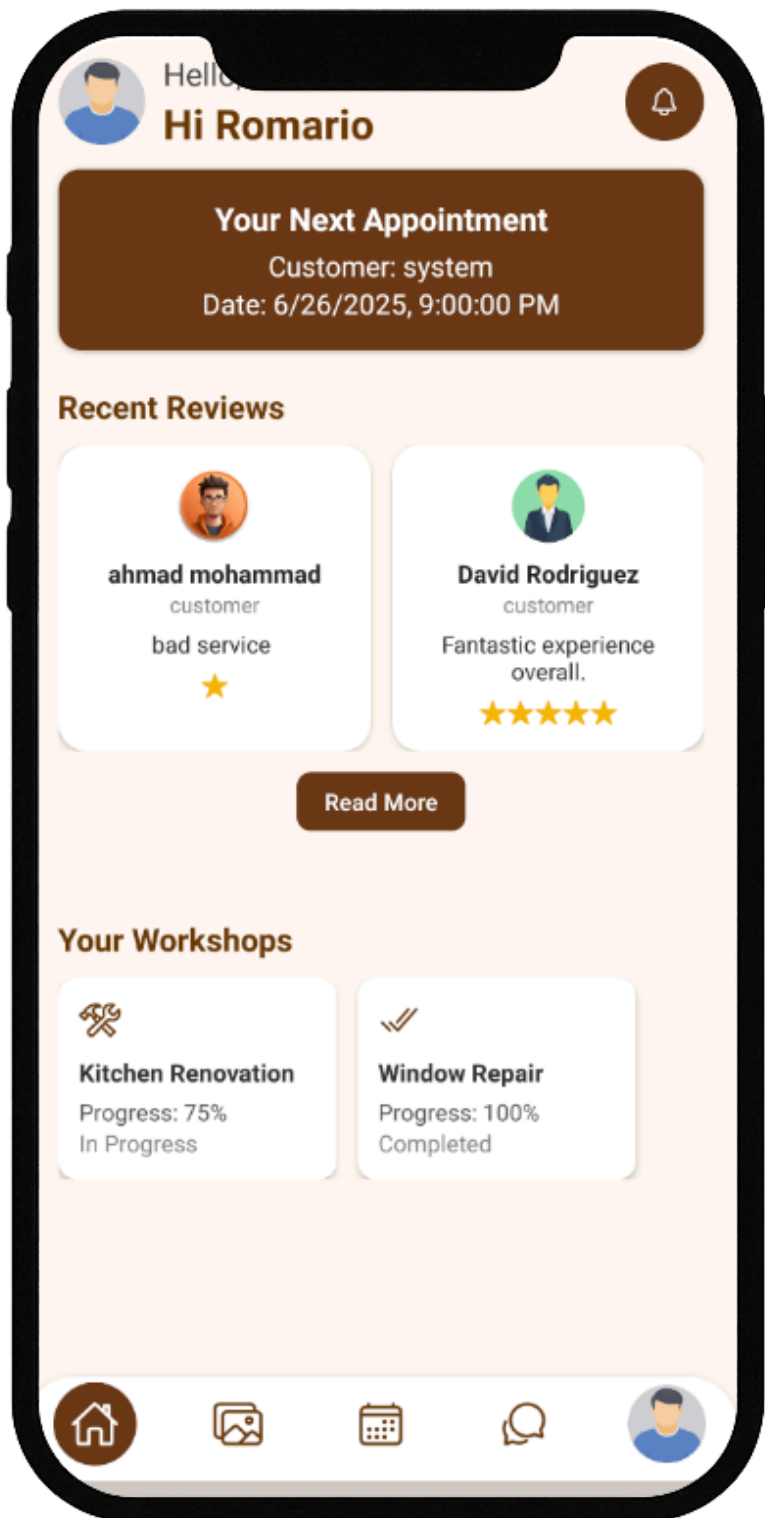 Hello,
Hi Romario
Your Next Appointment
Customer: system
Date: 6/26/2025, 9:00:00 PM
Recent Reviews
ahmad mohammad
customer
bad service
David Rodriguez
customer
Fantastic experience
overall.
Read More
Your Workshops
Kitchen Renovation
Progress: 75%
In Progress
Window Repair
Progress: 100%
Completed